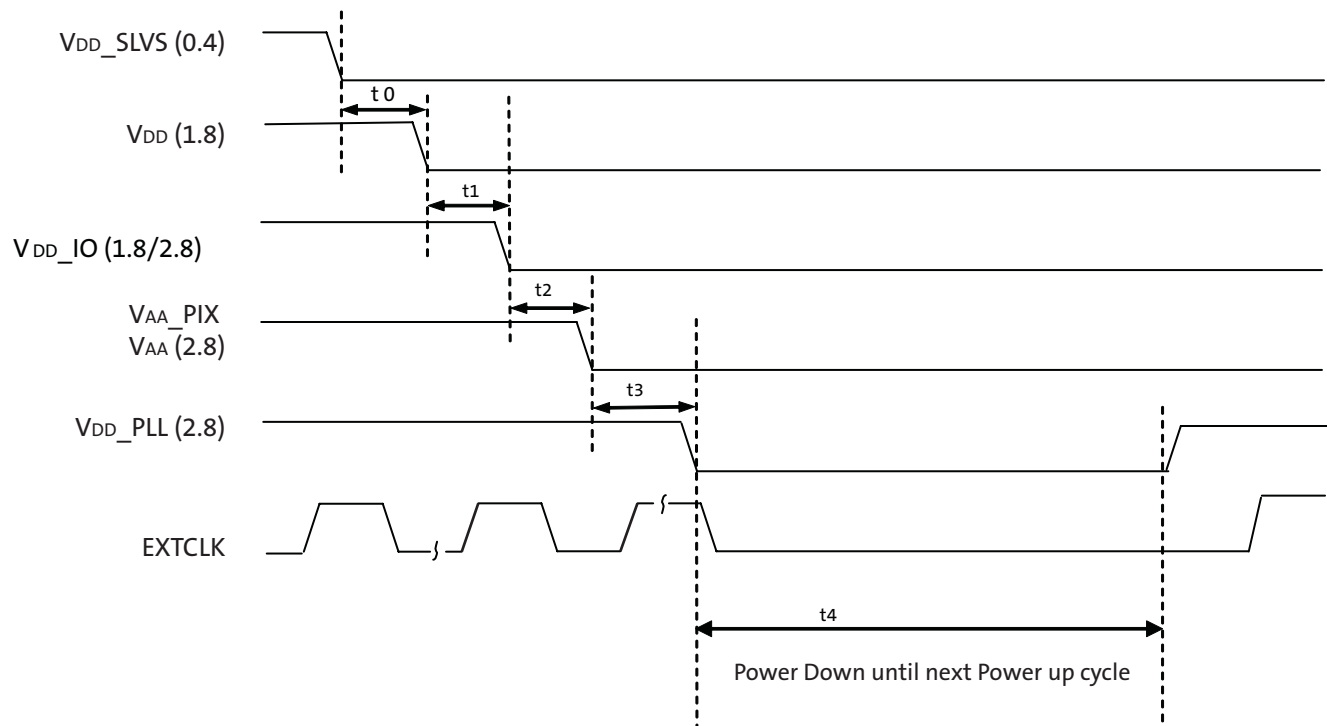 VDD_SLVS (0.4)
t 0
VDD (1.8)
t1
VDD_IO (1.8/2.8)
t2
VAA_PIX
VAA (2.8)
t3
VDD_PLL (2.8)
EXTCLK
t4
Power Down until next Power up cycle